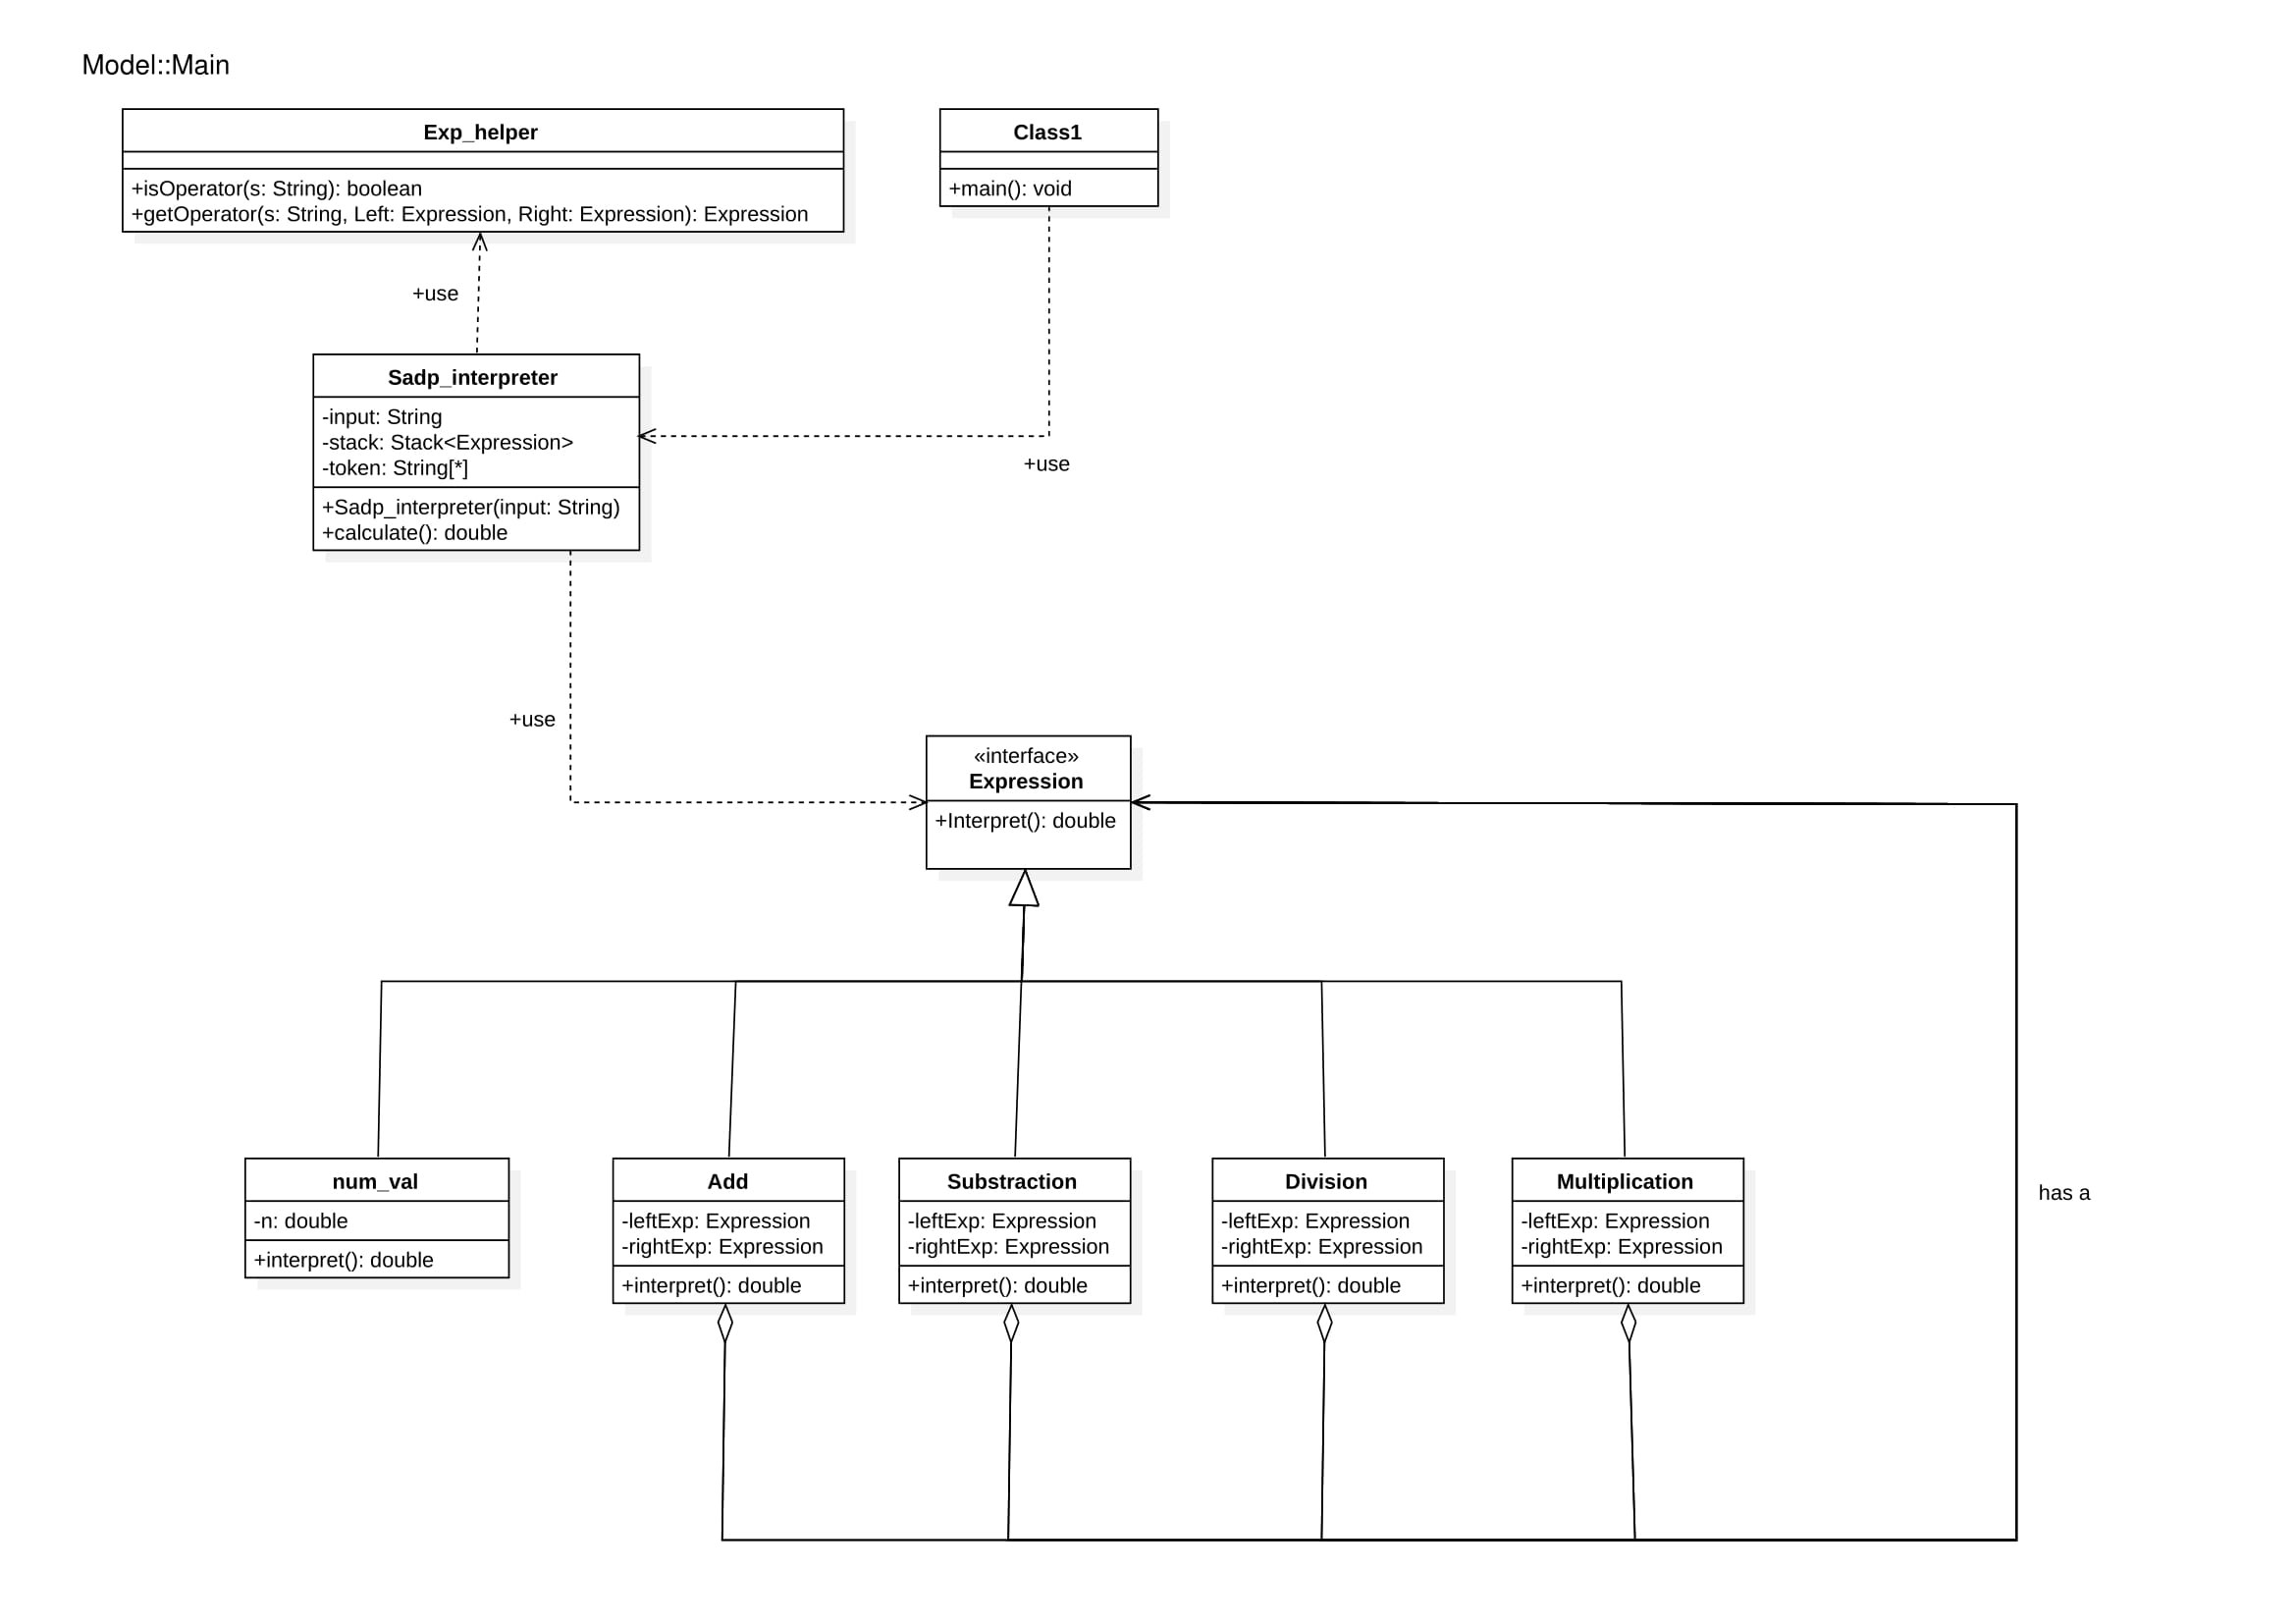 Model::Main
Exp_helper
+isOperator(s: String): boolean
+getOperator(s: String, Left: Expression, Right: Expression): Expression
Class1
+main(): void
+use
Sadp_interpreter
-input: String
-stack: Stack<Expression>
-token: String[*]
+Sadp_interpreter(input: String)
+calculate(): double
+use
+use
«interface»
Expression
+Interpret(): double
num_val
-n: double
+interpret(): double
Add
-leftExp: Expression
-rightExp: Expression
+interpret(): double
Substraction
-leftExp: Expression
-rightExp: Expression
+interpret(): double
Division
-leftExp: Expression
-rightExp: Expression
+interpret(): double
Multiplication
-leftExp: Expression
-rightExp: Expression
+interpret(): double
has a